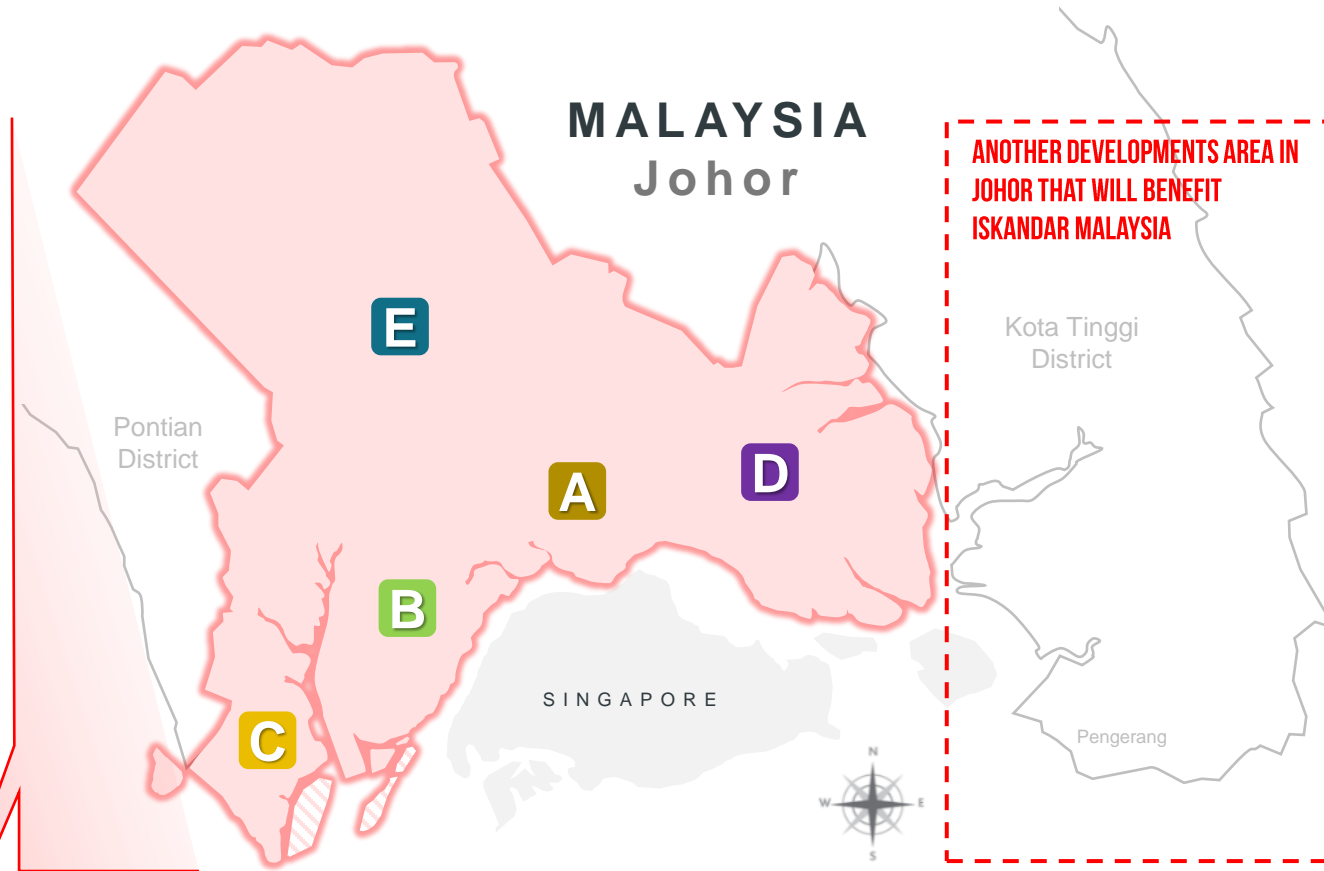 MALAYSIA
Johor
ANOTHER DEVELOPMENTS AREA IN
JOHOR THAT WILL BENEFIT
ISKANDAR MALAYSIA
E
Kota Tinggi
District
Pontian
District
A
D
B
SINGAPORE
C
Pengerang
N
W
E
S